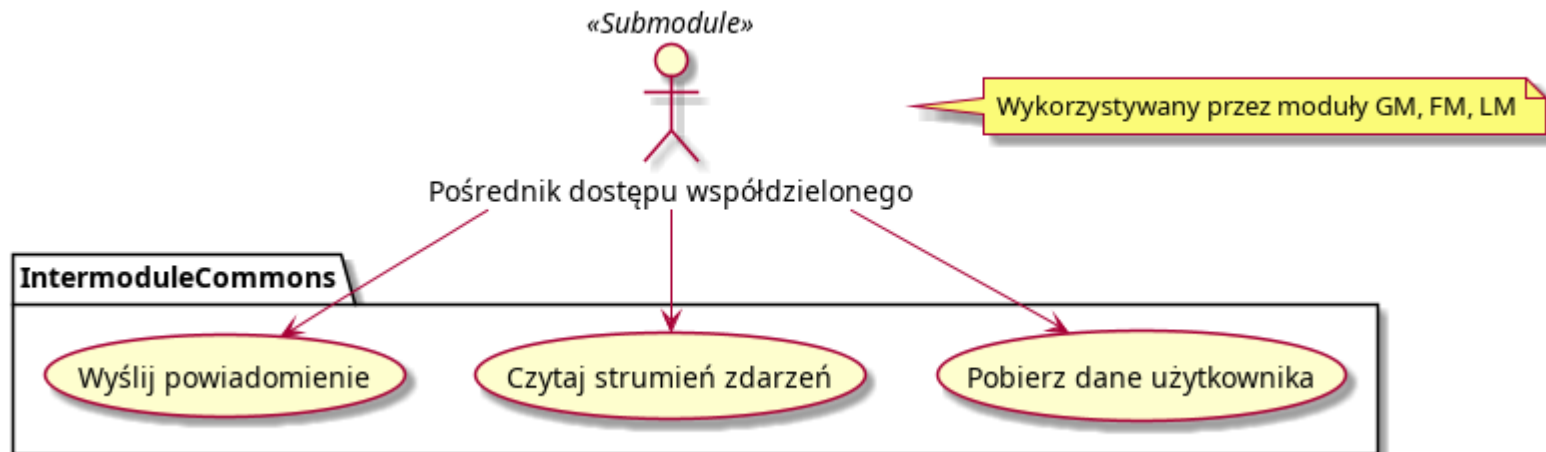 «Submodule»
Wykorzystywany przez moduły GM, FM, LM
Pośrednik dostępu współdzielonego
IntermoduleCommons
Wyślij powiadomienie
Czytaj strumień zdarzeń
Pobierz dane użytkownika